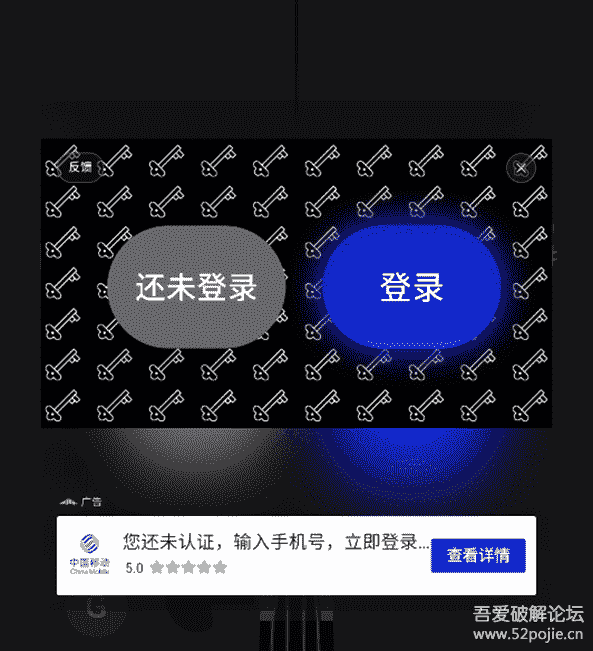 反馈
还未登录
登录
广告
中国移动
China Mobile
您还未认证，输入手机号，立即登录...
5.0
查看详情
G
吾爱破解论坛
www.52pojie.cn